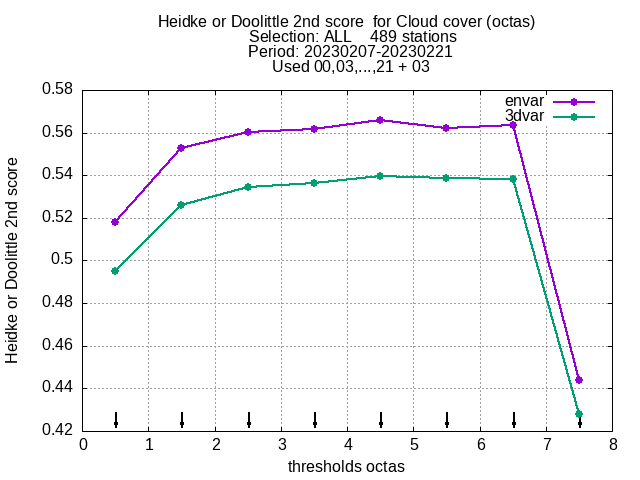 Heidke or Doolittle 2nd score  for Cloud cover (octas)
Selection: ALL    489 stations
Period: 20230207-20230221
Used 00,03,...,21 + 03
envar
3dvar
Heidke or Doolittle 2nd score
0.58
0.56
0.54
0.52
0.5
0.48
0.46
0.44
0.42
0 1 2 3 4 5 6 7 8
thresholds octas